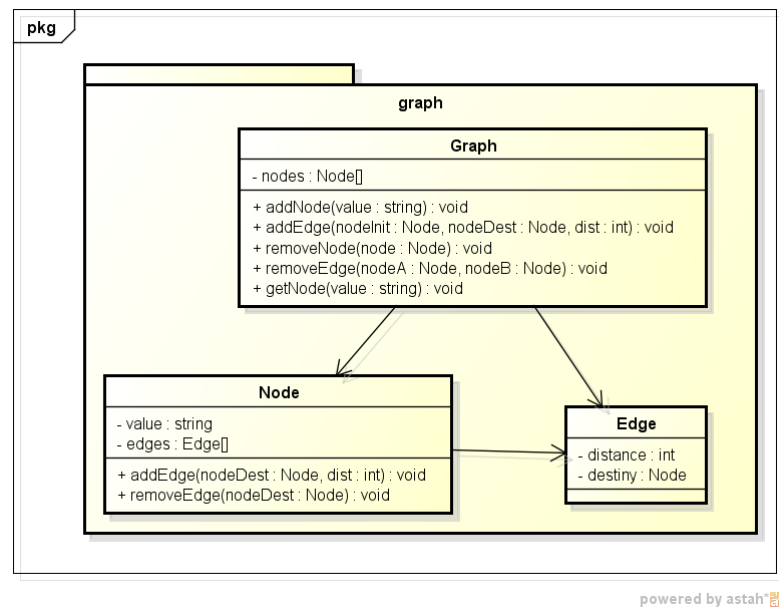 pkg
graph
Graph
- nodes : Node[]
+ addNode(value : string) : void
+ addEdge(nodeInit : Node, nodeDest : Node, dist : int) : void
+ removeNode(node : Node) : void
+ removeEdge(nodeA : Node, nodeB : Node) : void
+ getNode(value : string) : void
Node
- value : string
- edges : Edge[]
+ addEdge(nodeDest : Node, dist : int) : void
+ removeEdge(nodeDest : Node) : void
Edge
- distance : int
- destiny : Node
powered by astah*